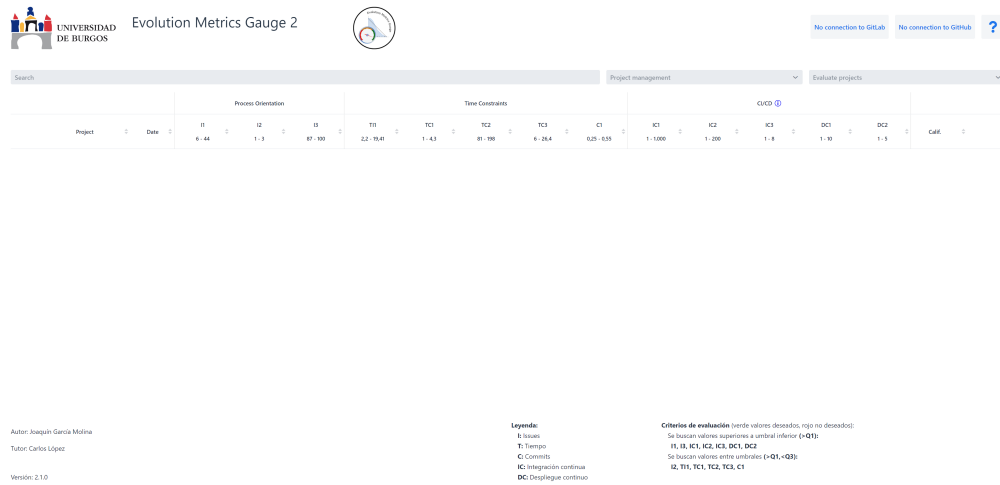 UNIVERSIDAD
DE BURGOS
Evolution Metrics Gauge 2
No connection to GitLab
No connection to GitHub
?
Search
Project management
Evaluate projects
Process Orientation
Time Constraints
CI/CD
Project
Date
I1
I2
I3
TI1
TC1
TC2
TC3
C1
IC1
IC2
IC3
DC1
DC2
Calif.
6 - 44
1 - 3
87 - 100
2,2 - 19,41
1 - 4,3
81 - 198
6 - 26,4
0,25 - 0,55
1 - 1.000
1 - 200
1 - 8
1 - 10
1 - 5
Autor: Joaquín García Molina
Tutor: Carlos López
Versión: 2.1.0
Leyenda:
I: Issues
T: Tiempo
C: Commits
IC: Integración continua
DC: Despliegue continuo
Criterios de evaluación (verde valores deseados, rojo no deseados):
Se buscan valores superiores a umbral inferior (>Q1):
I1, I3, IC1, IC2, IC3, DC1, DC2
Se buscan valores entre umbrales (>Q1,<Q3):
I2, TI1, TC1, TC2, TC3, C1